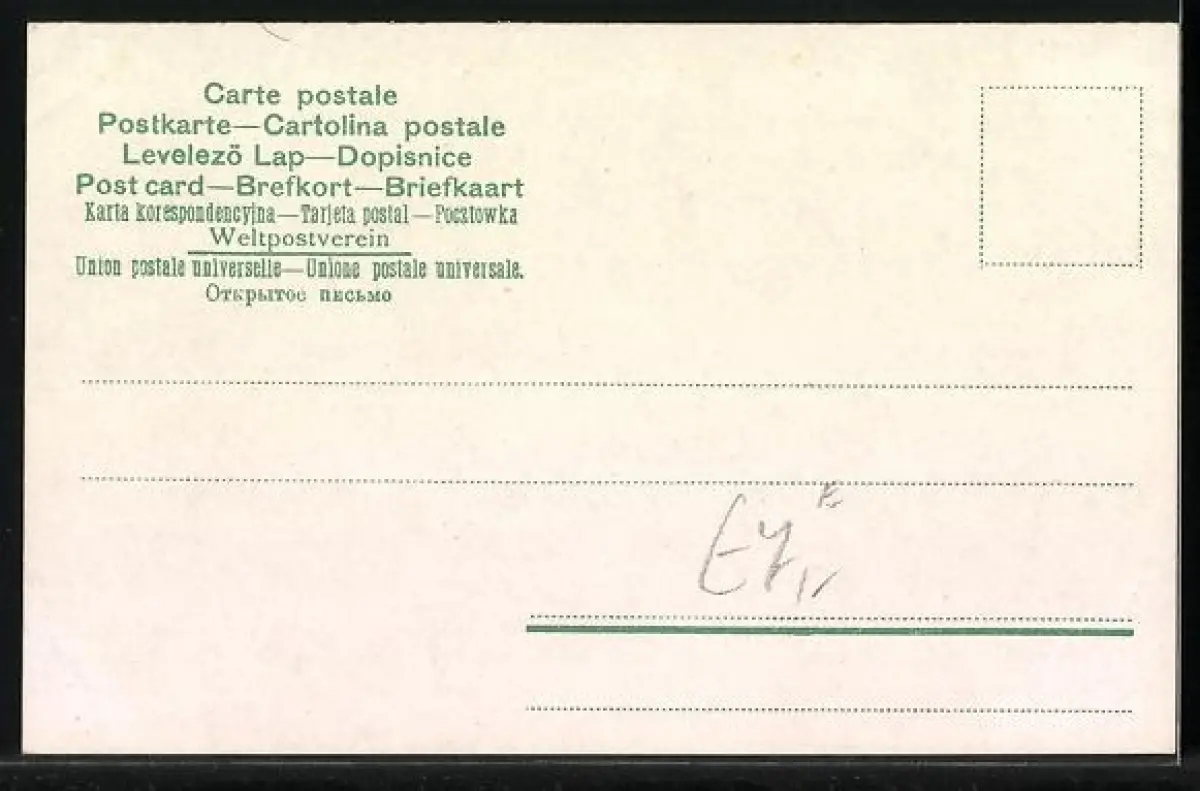 Carte postale
Postkarte—Cartolina postale
Levelezö Lap—Dopisnice
Post card—Brefkort—Briefkaart
Karta korespondencyjna—Tarjeta postal—Pocztowka
Weltpostverein
Union postale universelle—Unione postale universale.
Открытое письмо